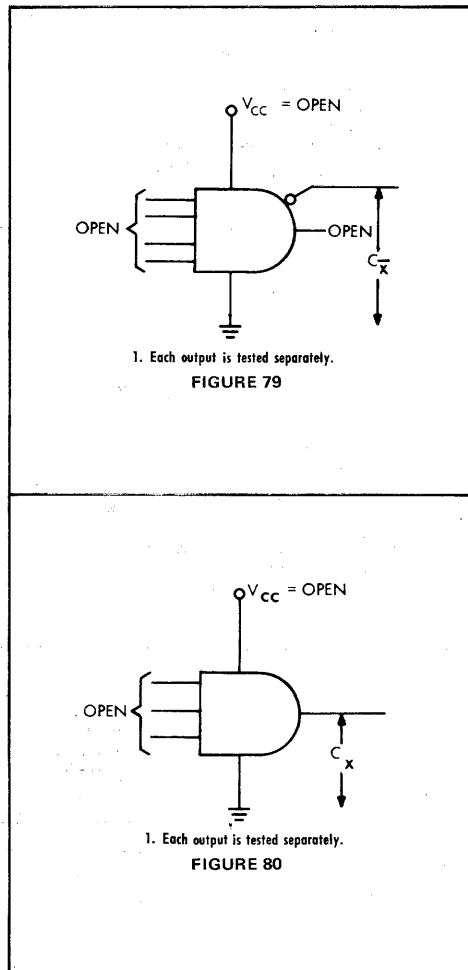 V_CC = OPEN
OPEN
OPEN
C_X̅
1. Each output is tested separately.
FIGURE 79
V_CC = OPEN
OPEN
C_X
1. Each output is tested separately.
FIGURE 80